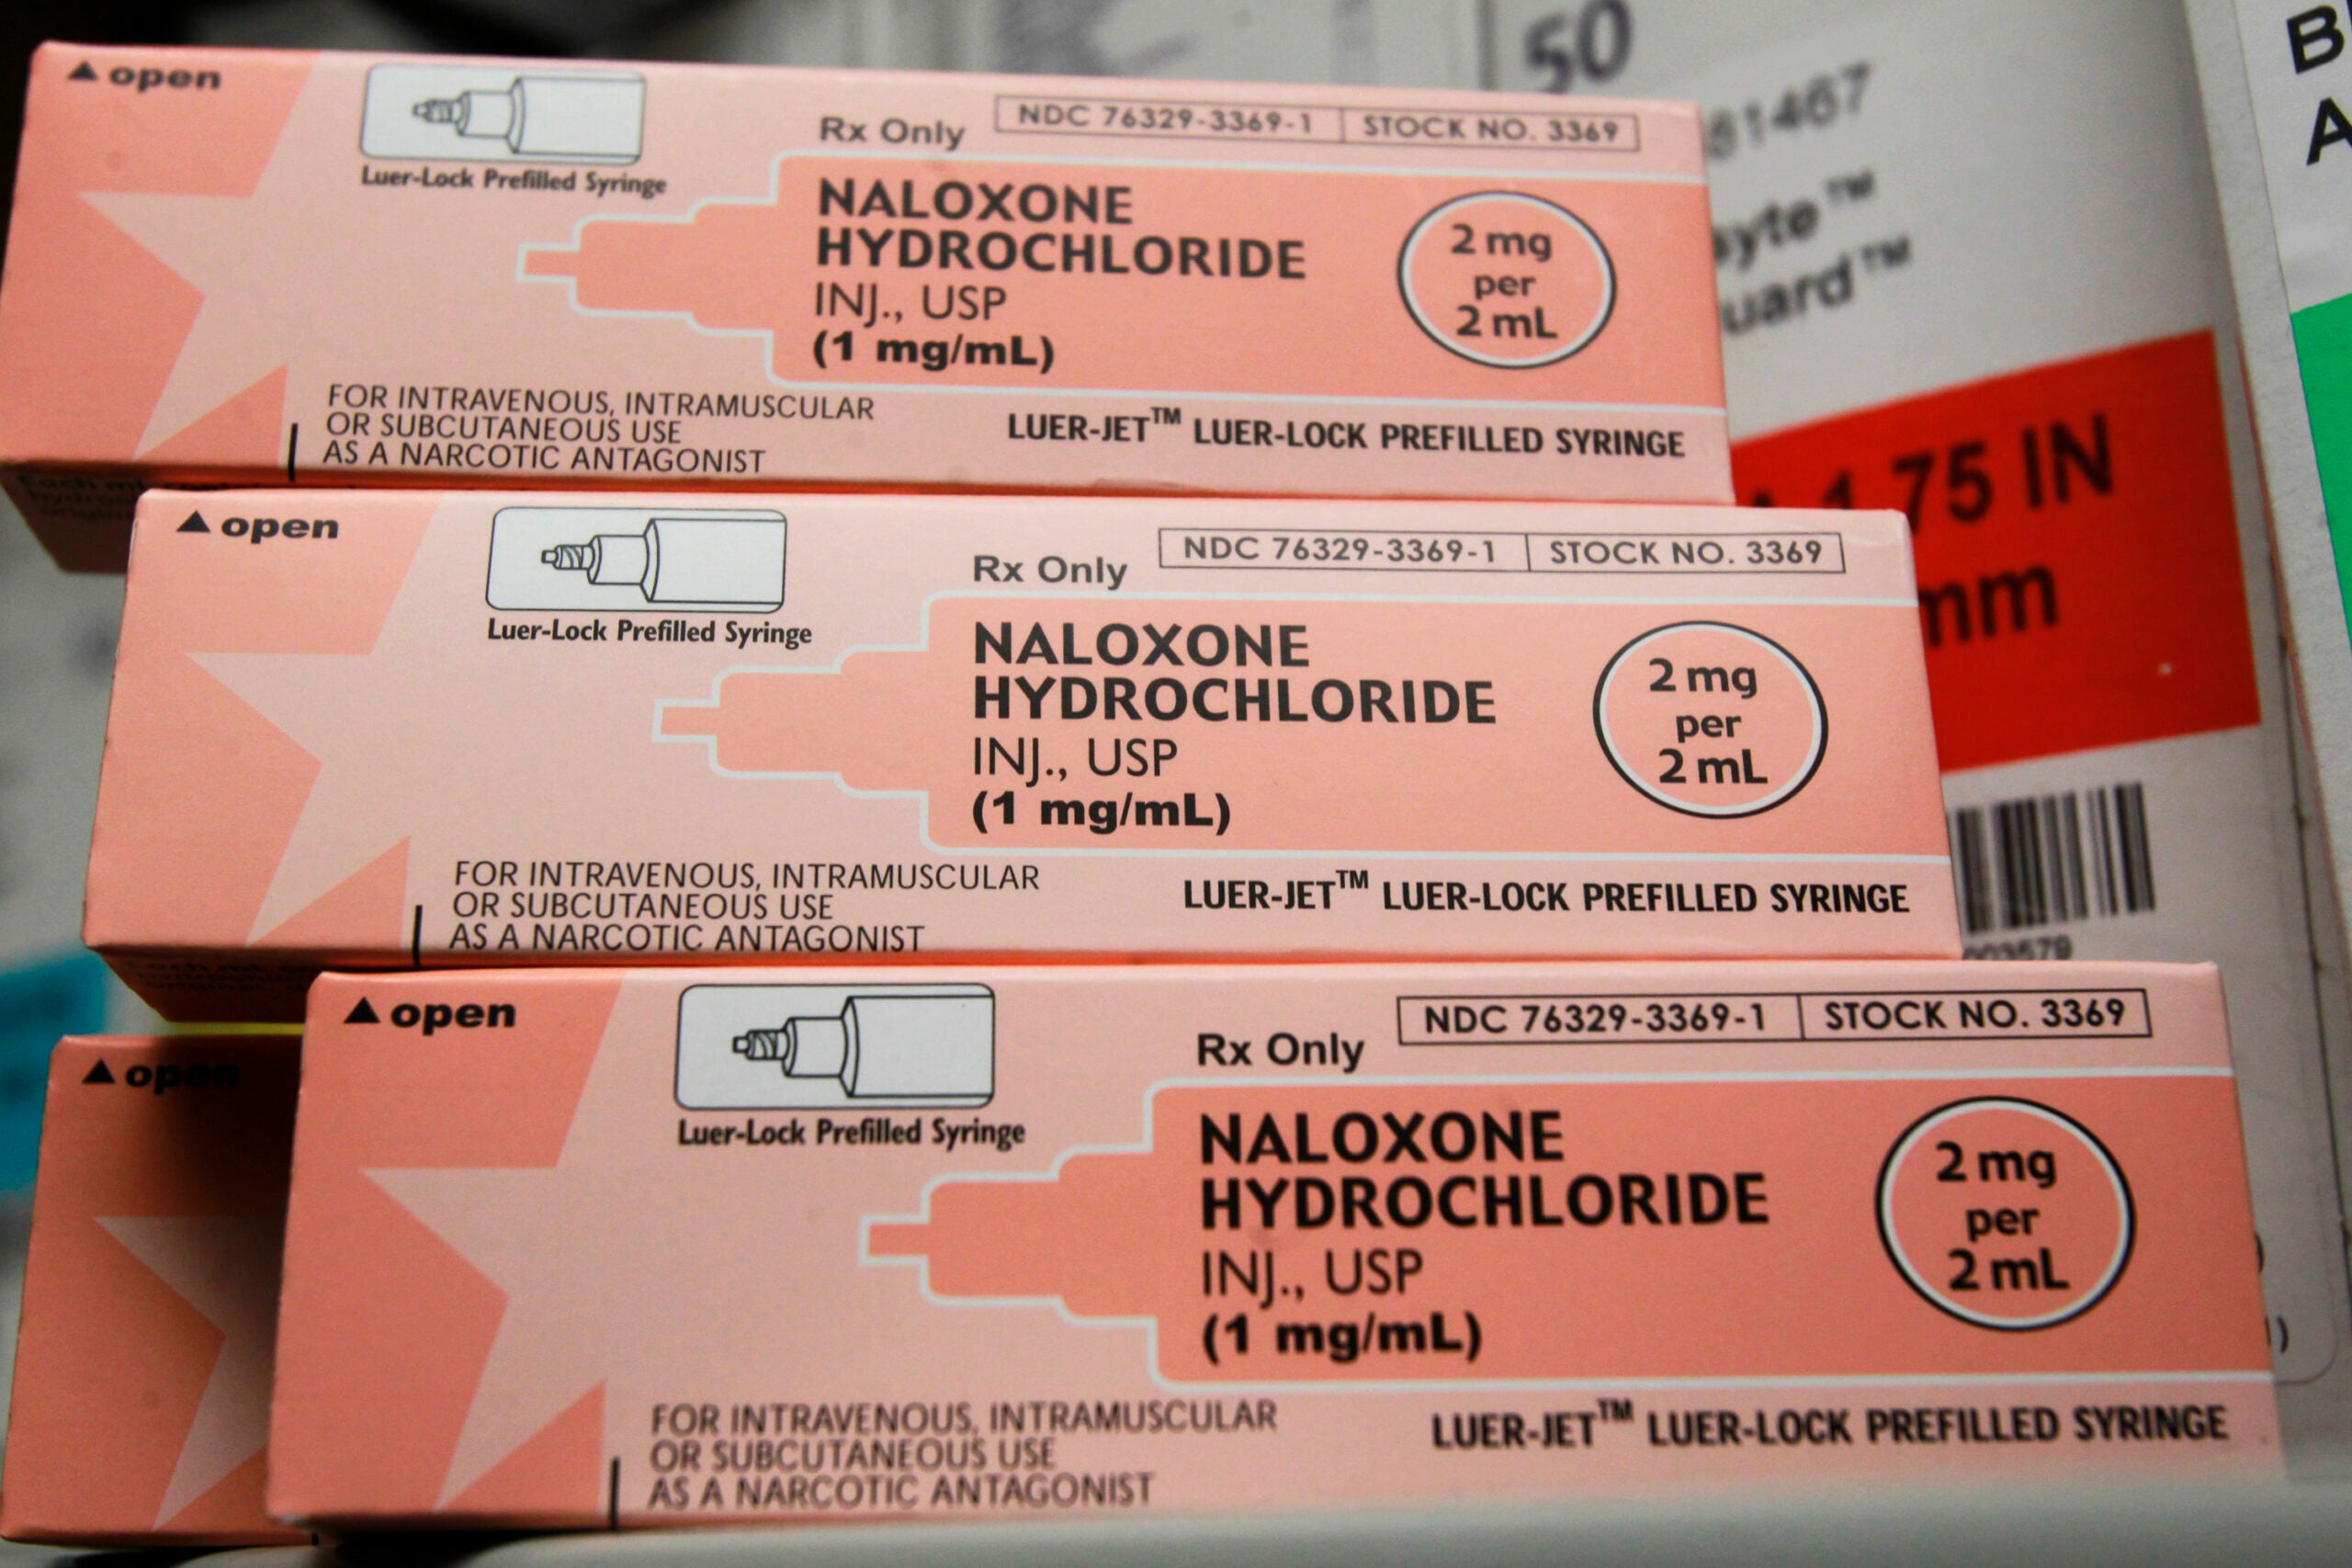 ▲ open
Luer-Lock Prefilled Syringe
Rx Only
NDC 76329-3369-1 STOCK NO. 3369
NALOXONE
HYDROCHLORIDE
INJ., USP
(1 mg/mL)
2 mg
per
2 mL
FOR INTRAVENOUS, INTRAMUSCULAR
OR SUBCUTANEOUS USE
AS A NARCOTIC ANTAGONIST
LUER-JET™ LUER-LOCK PREFILLED SYRINGE
▲ open
Luer-Lock Prefilled Syringe
Rx Only
NDC 76329-3369-1 STOCK NO. 3369
NALOXONE
HYDROCHLORIDE
INJ., USP
(1 mg/mL)
2 mg
per
2 mL
FOR INTRAVENOUS, INTRAMUSCULAR
OR SUBCUTANEOUS USE
AS A NARCOTIC ANTAGONIST
LUER-JET™ LUER-LOCK PREFILLED SYRINGE
▲ open
Luer-Lock Prefilled Syringe
Rx Only
NDC 76329-3369-1 STOCK NO. 3369
NALOXONE
HYDROCHLORIDE
INJ., USP
(1 mg/mL)
2 mg
per
2 mL
FOR INTRAVENOUS, INTRAMUSCULAR
OR SUBCUTANEOUS USE
AS A NARCOTIC ANTAGONIST
LUER-JET™ LUER-LOCK PREFILLED SYRINGE
▲ open
50
81467
1.75 IN
mm
003579